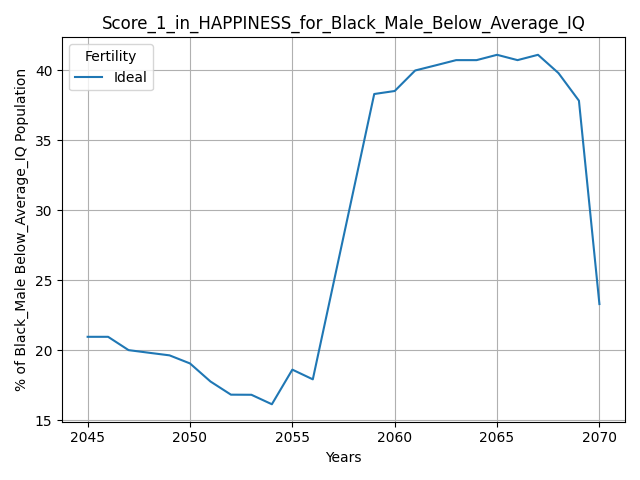 Score_1_in_HAPPINESS_for_Black_Male_Below_Average_IQ
Fertility
Ideal
% of Black_Male Below_Average_IQ Population
40
35
30
25
20
15
2045
2050
2055
2060
2065
2070
Years